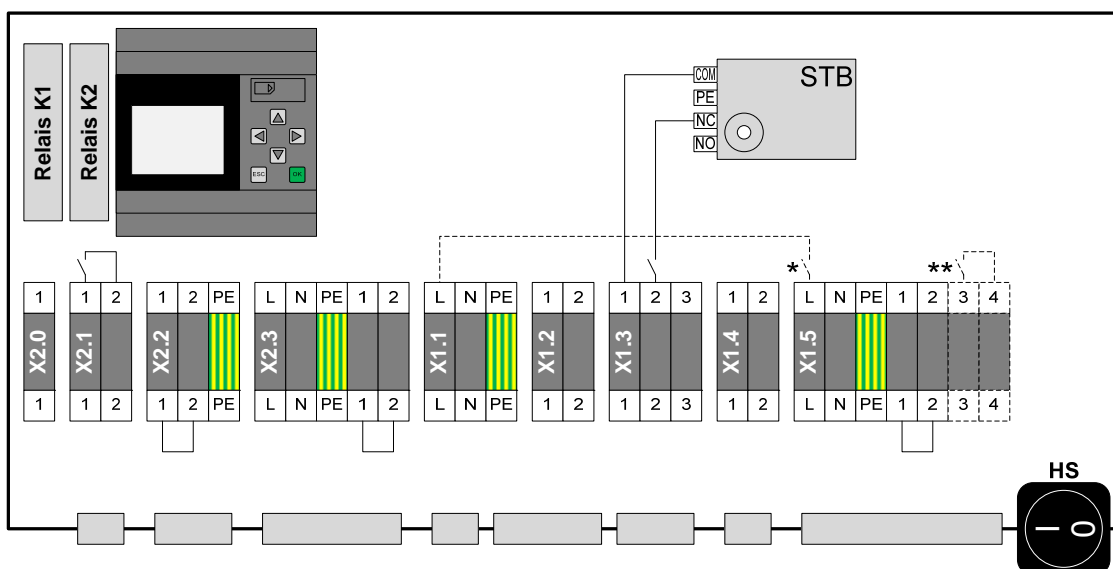 Relais K1
Relais K2
ESC
OK
COM
PE
NC
NO
STB
* **
1 1 2 1 2 PE L N PE 1 2 L N PE 1 2 1 2 3 1 2 L N PE 1 2 3 4
X2.0 X2.1 X2.2 X2.3 X1.1 X1.2 X1.3 X1.4 X1.5
1 1 2 1 2 PE L N PE 1 2 L N PE 1 2 1 2 3 1 2 L N PE 1 2 3 4
HS
I 0